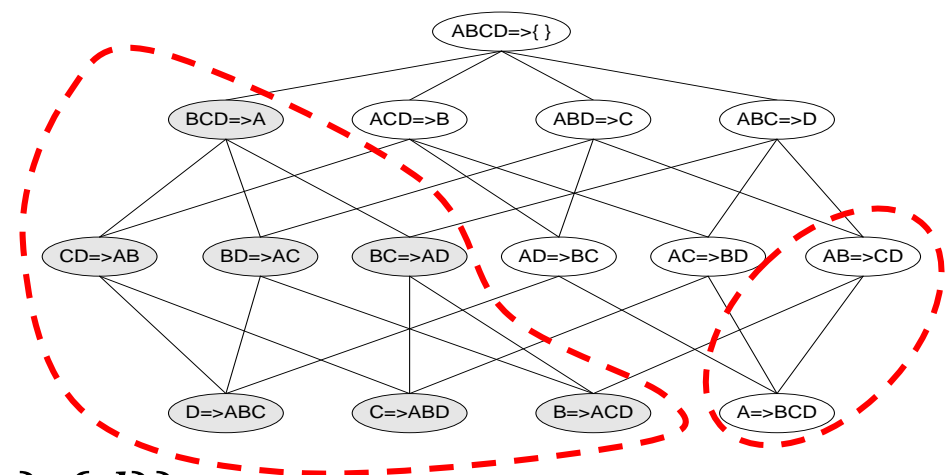 ABCD=>{ }
BCD=>A ACD=>B ABD=>C ABC=>D
CD=>AB BD=>AC BC=>AD AD=>BC AC=>BD AB=>CD
D=>ABC C=>ABD B=>ACD A=>BCD